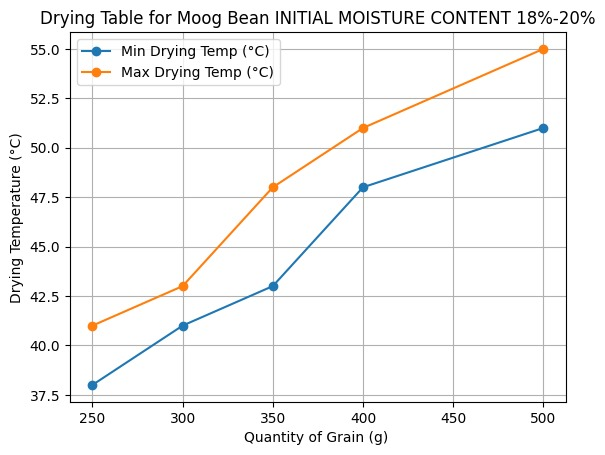 Drying Table for Moog Bean INITIAL MOISTURE CONTENT 18%-20%
Min Drying Temp (°C)
Max Drying Temp (°C)
Drying Temperature (°C)
55.0
52.5
50.0
47.5
45.0
42.5
40.0
37.5
250 300 350 400 450 500
Quantity of Grain (g)